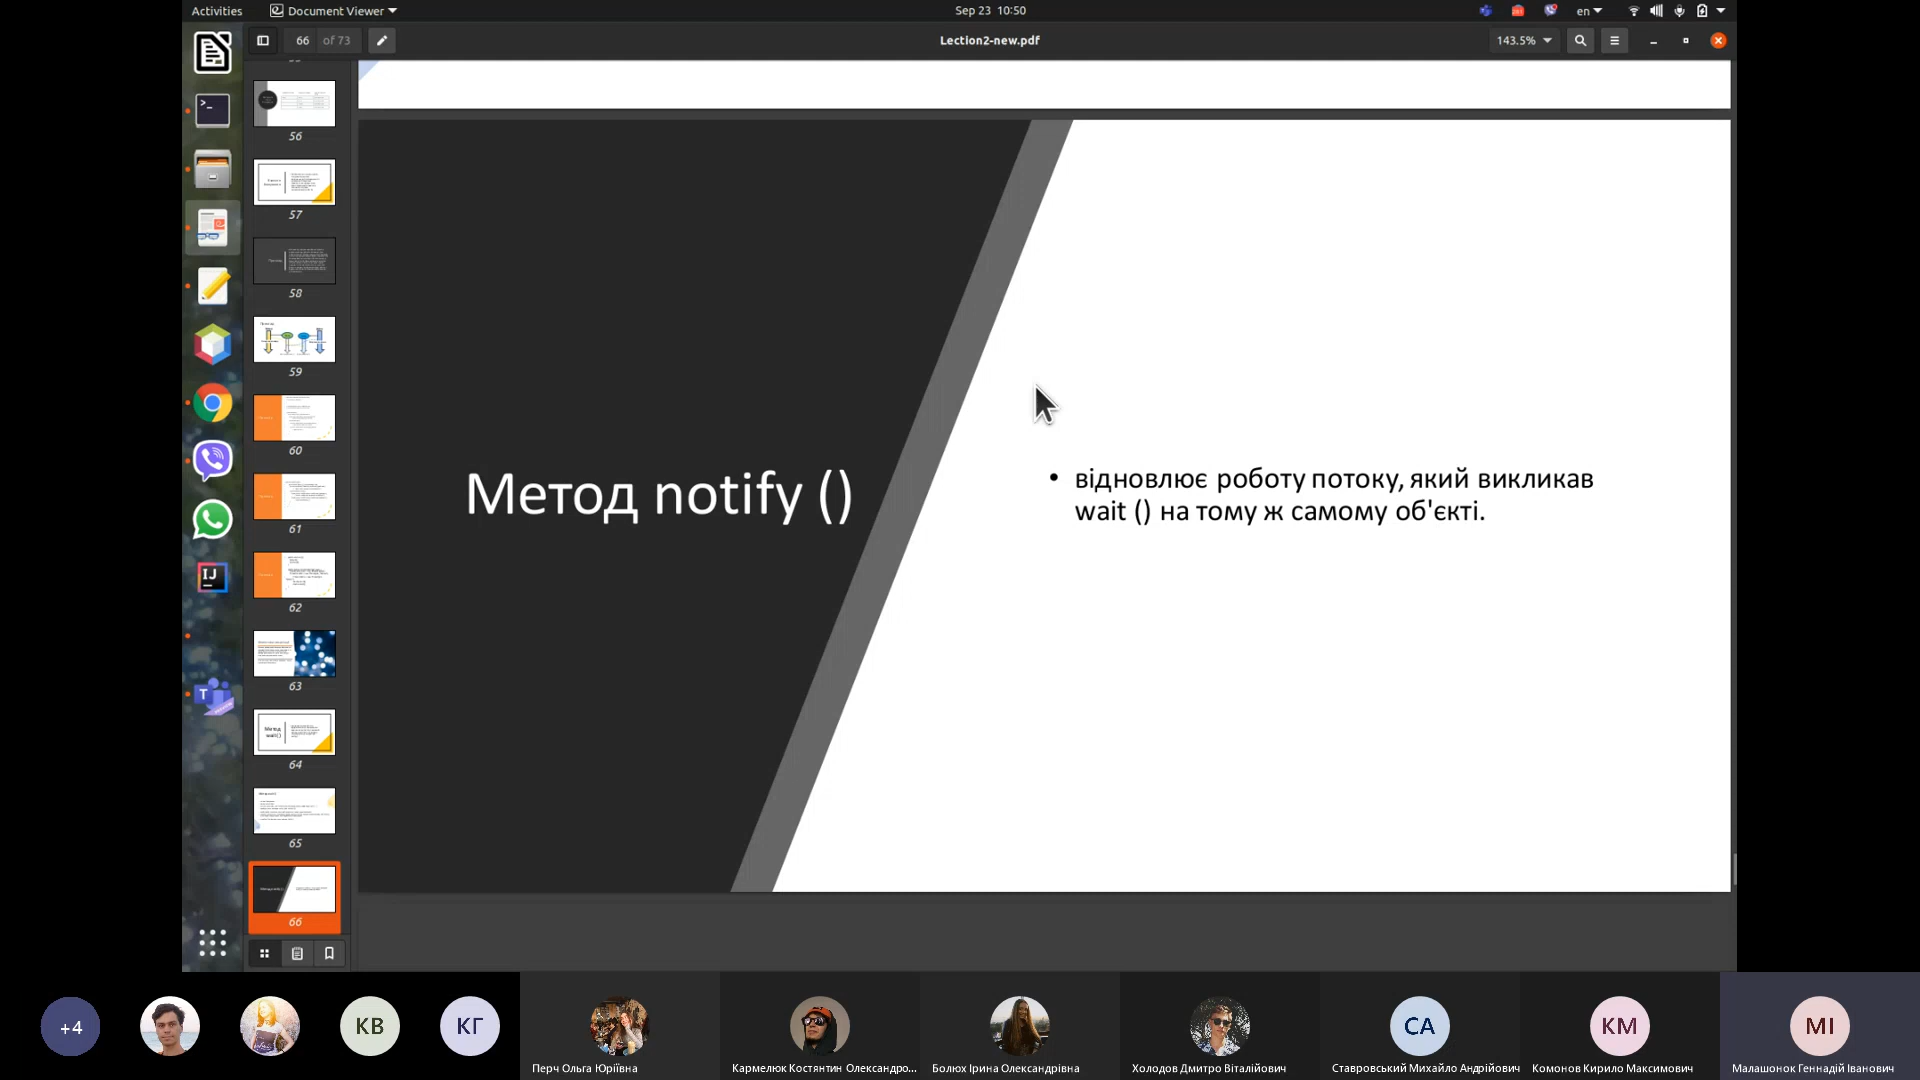 Activities
Document Viewer
Sep 23 10:50
en
66 of 73
Lection2-new.pdf
143.5%
56
57
58
59
60
61
62
63
Метод wait()
64
65
66
Метод notify ()
• відновлює роботу потоку, який викликав
wait () на тому ж самому об'єкті.
IJ
T
+4
КВ
КГ
СА
КМ
МІ
Перч Ольга Юріївна
Кармелюк Костянтин Олександро...
Болюх Ірина Олександрівна
Холодов Дмитро Віталійович
Ставровський Михайло Андрійович
Комонов Кирило Максимович
Малашонок Геннадій Іванович